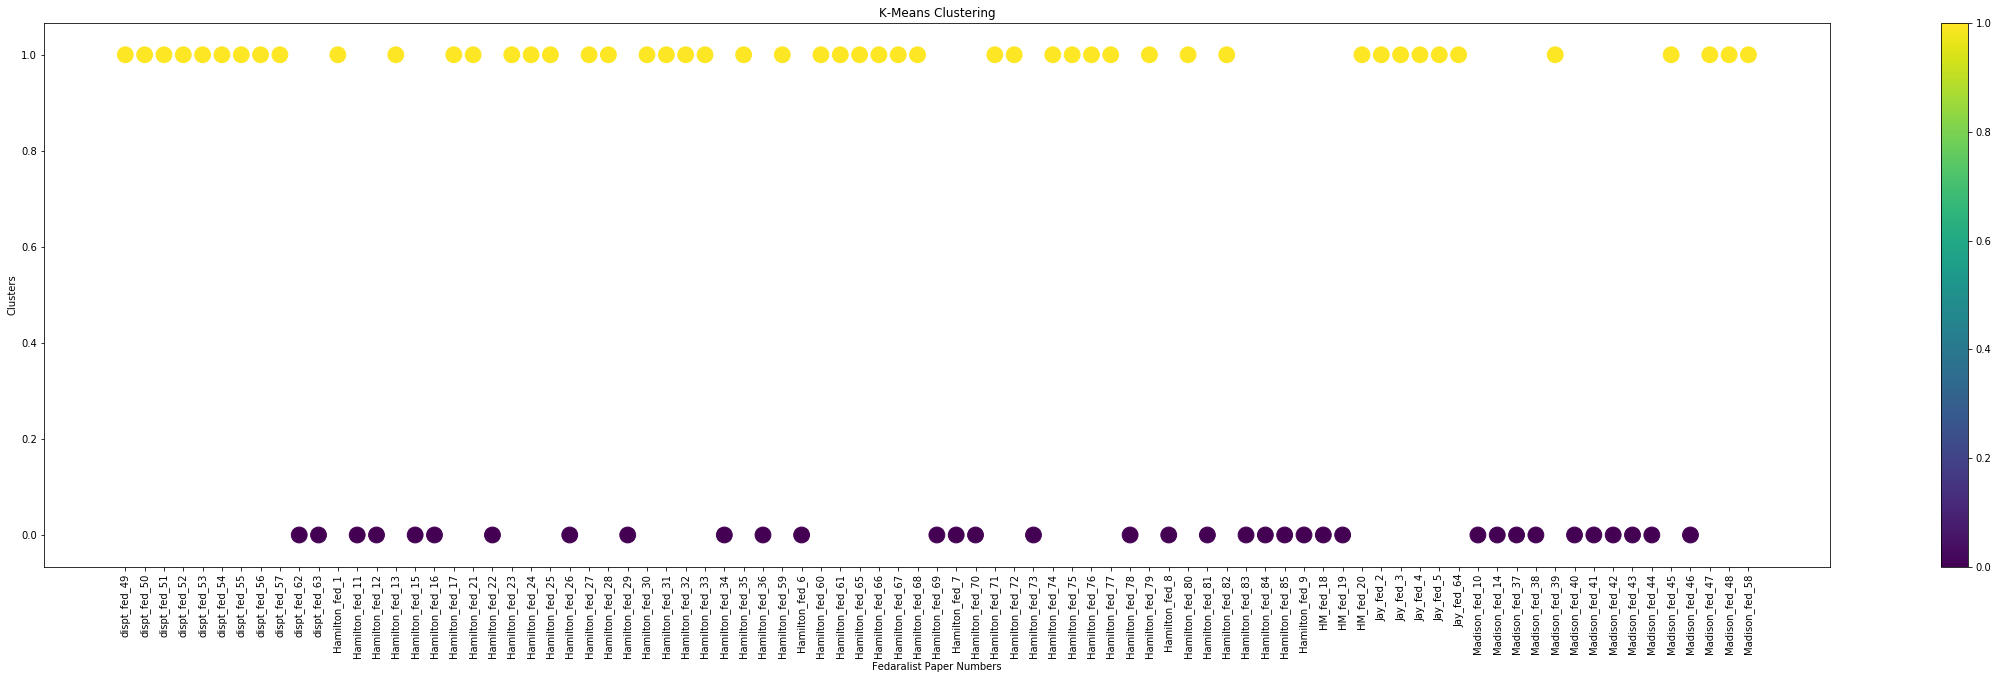 K-Means Clustering
Clusters
1.0
0.8
0.6
0.4
0.2
0.0
dispt_fed_49
dispt_fed_50
dispt_fed_51
dispt_fed_52
dispt_fed_53
dispt_fed_54
dispt_fed_55
dispt_fed_56
dispt_fed_57
dispt_fed_62
dispt_fed_63
Hamilton_fed_1
Hamilton_fed_11
Hamilton_fed_12
Hamilton_fed_13
Hamilton_fed_15
Hamilton_fed_16
Hamilton_fed_17
Hamilton_fed_21
Hamilton_fed_22
Hamilton_fed_23
Hamilton_fed_24
Hamilton_fed_25
Hamilton_fed_26
Hamilton_fed_27
Hamilton_fed_28
Hamilton_fed_29
Hamilton_fed_30
Hamilton_fed_31
Hamilton_fed_32
Hamilton_fed_33
Hamilton_fed_34
Hamilton_fed_35
Hamilton_fed_36
Hamilton_fed_59
Hamilton_fed_6
Hamilton_fed_60
Hamilton_fed_61
Hamilton_fed_65
Hamilton_fed_66
Hamilton_fed_67
Hamilton_fed_68
Hamilton_fed_69
Hamilton_fed_7
Hamilton_fed_70
Hamilton_fed_71
Hamilton_fed_72
Hamilton_fed_73
Hamilton_fed_74
Hamilton_fed_75
Hamilton_fed_76
Hamilton_fed_77
Hamilton_fed_78
Hamilton_fed_79
Hamilton_fed_8
Hamilton_fed_80
Hamilton_fed_81
Hamilton_fed_82
Hamilton_fed_83
Hamilton_fed_84
Hamilton_fed_85
Hamilton_fed_9
HM_fed_18
HM_fed_19
HM_fed_20
Jay_fed_2
Jay_fed_3
Jay_fed_4
Jay_fed_5
Jay_fed_64
Madison_fed_10
Madison_fed_14
Madison_fed_37
Madison_fed_38
Madison_fed_39
Madison_fed_40
Madison_fed_41
Madison_fed_42
Madison_fed_43
Madison_fed_44
Madison_fed_45
Madison_fed_46
Madison_fed_47
Madison_fed_48
Madison_fed_58
Fedaralist Paper Numbers
1.0
0.8
0.6
0.4
0.2
0.0